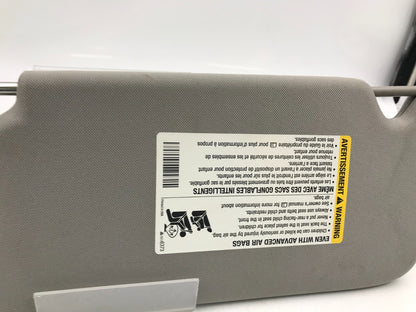 AVERTISSEMENT ⚠ WARNING
EVEN WITH ADVANCED AIR BAGS
• Children can be killed or seriously injured by the air bag.
• The back seat is the safest place for children.
• Never put a rear-facing child seat in the front.
• Always use seat belts and child restraints.
• See owner's manual for more information about
air bags.
MÊME AVEC DES SACS GONFLABLES INTELLIGENTS
• Les enfants peuvent être tués ou gravement blessés par le sac gonflable.
• Le siège arrière est l'endroit le plus sûr pour les enfants.
• Ne jamais placer à l'avant un dispositif de protection pour enfant
faisant face à l'arrière.
• Toujours utiliser les ceintures de sécurité et les ensembles de
retenue pour enfant.
• Voir le Guide du propriétaire pour plus d'information à propos
des sacs gonflables.